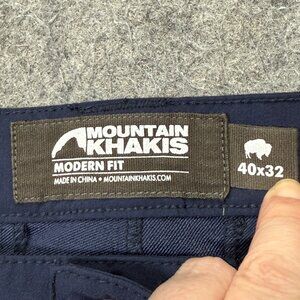 MOUNTAIN
KHAKIS
MODERN FIT
MADE IN CHINA • MOUNTAINKHAKIS.COM
40x32